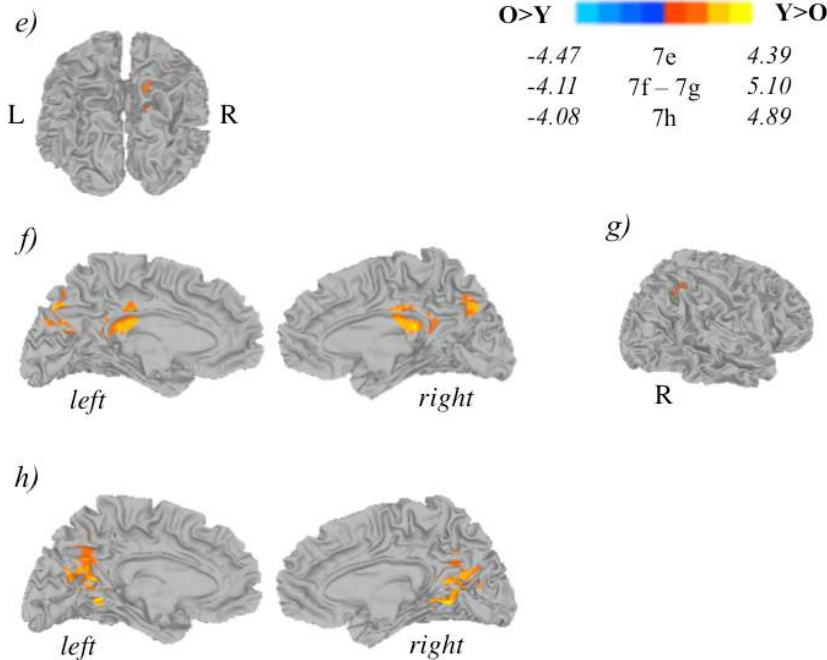 e)
O>Y Y>O
-4.47 7e 4.39
-4.11 7f – 7g 5.10
-4.08 7h 4.89
L R
f) g)
left right
R
h)
left right